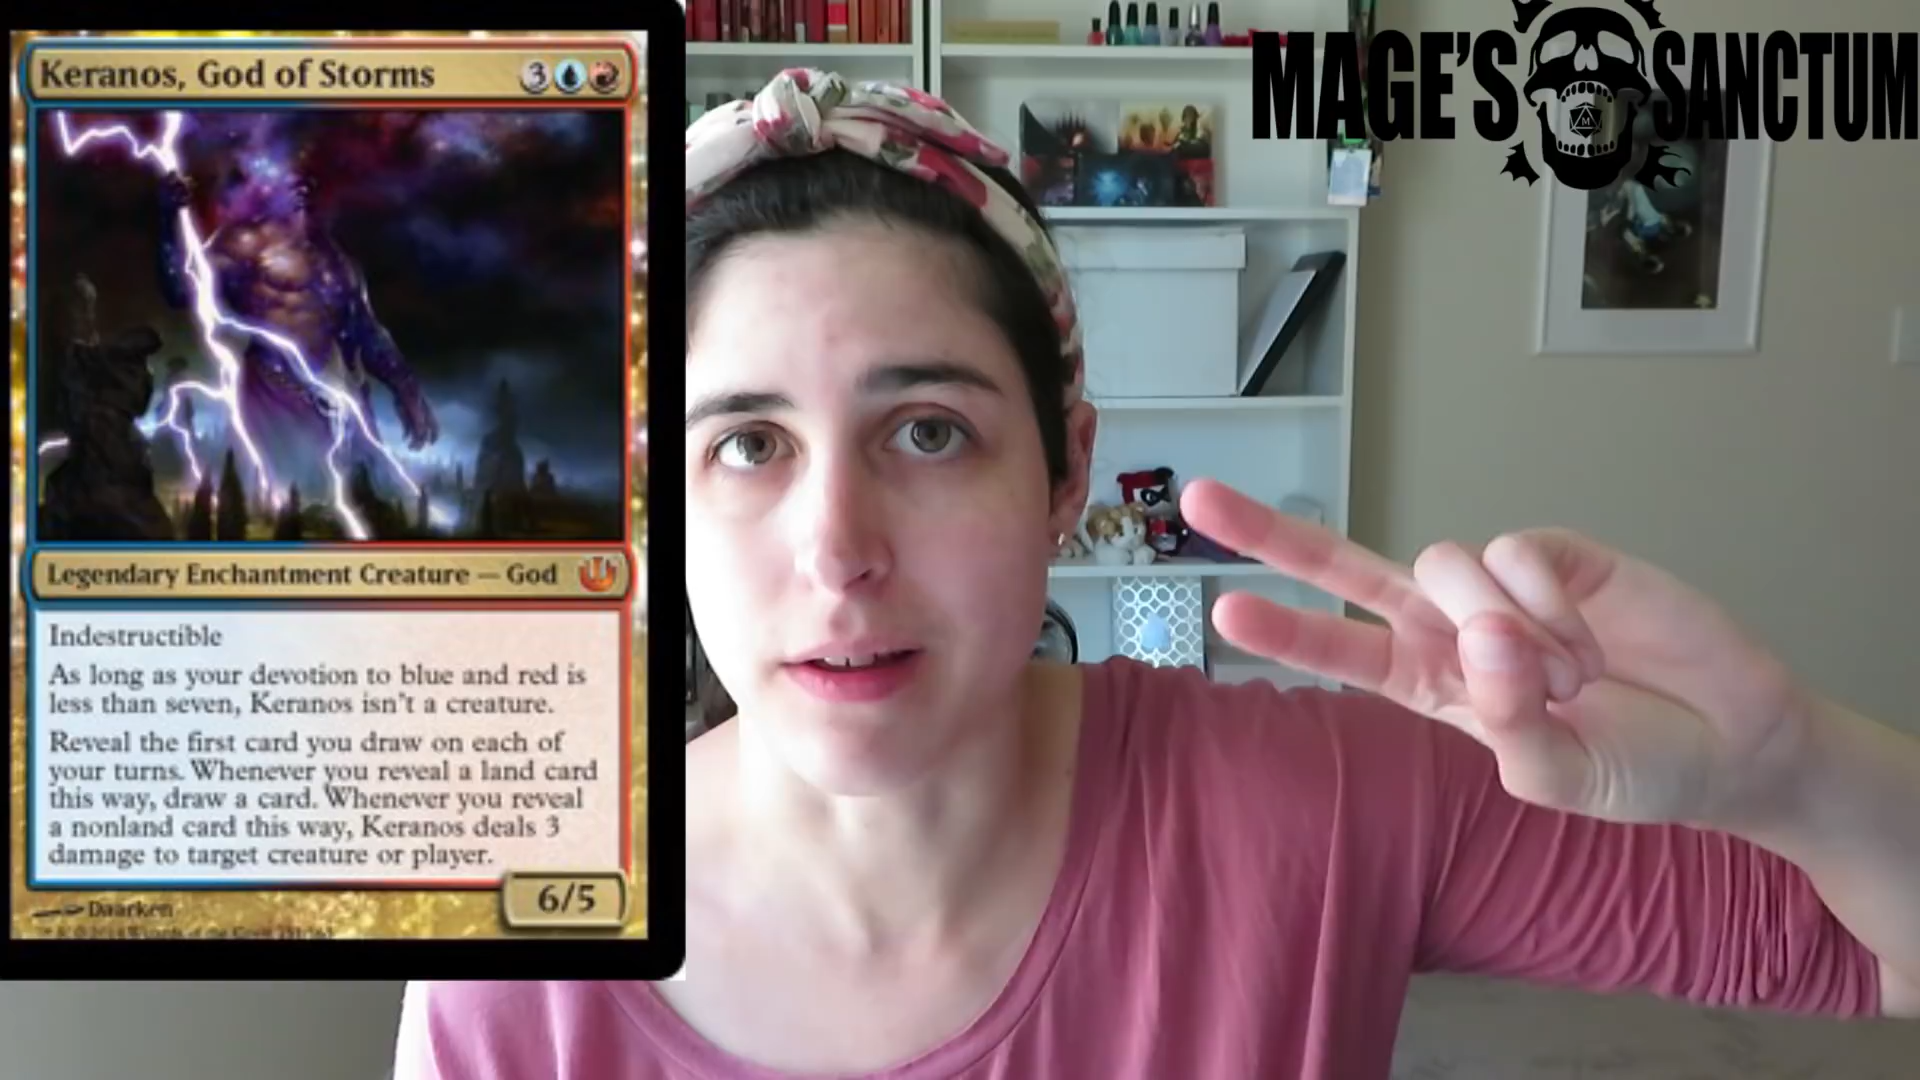 Keranos, God of Storms
3
Legendary Enchantment Creature — God
Indestructible
As long as your devotion to blue and red is
less than seven, Keranos isn't a creature.
Reveal the first card you draw on each of
your turns. Whenever you reveal a land card
this way, draw a card. Whenever you reveal
a nonland card this way, Keranos deals 3
damage to target creature or player.
6/5
Daarken
MAGE'S SANCTUM